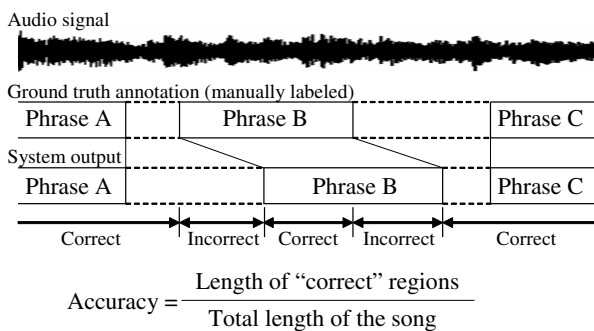 Audio signal
Ground truth annotation (manually labeled)
Phrase A Phrase B Phrase C
System output
Phrase A Phrase B Phrase C
Correct Incorrect Correct Incorrect Correct
Accuracy = Length of “correct” regions
Total length of the song